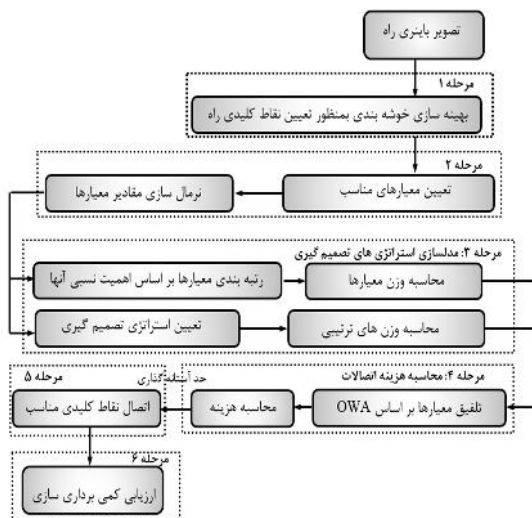 تصویر باینری راه
مرحله ۱
بهینه سازی خوشه بندی بمنظور تعیین نقاط کلیدی راه
مرحله ۲
تعیین معیارهای مناسب
نرمال سازی مقادیر معیارها
مرحله ۳: مدلسازی استراتژی های تصمیم گیری
رتبه بندی معیارها بر اساس اهمیت نسبی آنها
محاسبه وزن معیارها
تعیین استراتژی تصمیم گیری
محاسبه وزن های ترتیبی
مرحله ۴: محاسبه هزینه اتصالات
تلفیق معیارها بر اساس OWA
محاسبه هزینه
حد آستانه گذاری
مرحله ۵
اتصال نقاط کلیدی مناسب
مرحله ۶
ارزیابی کمی برداری سازی